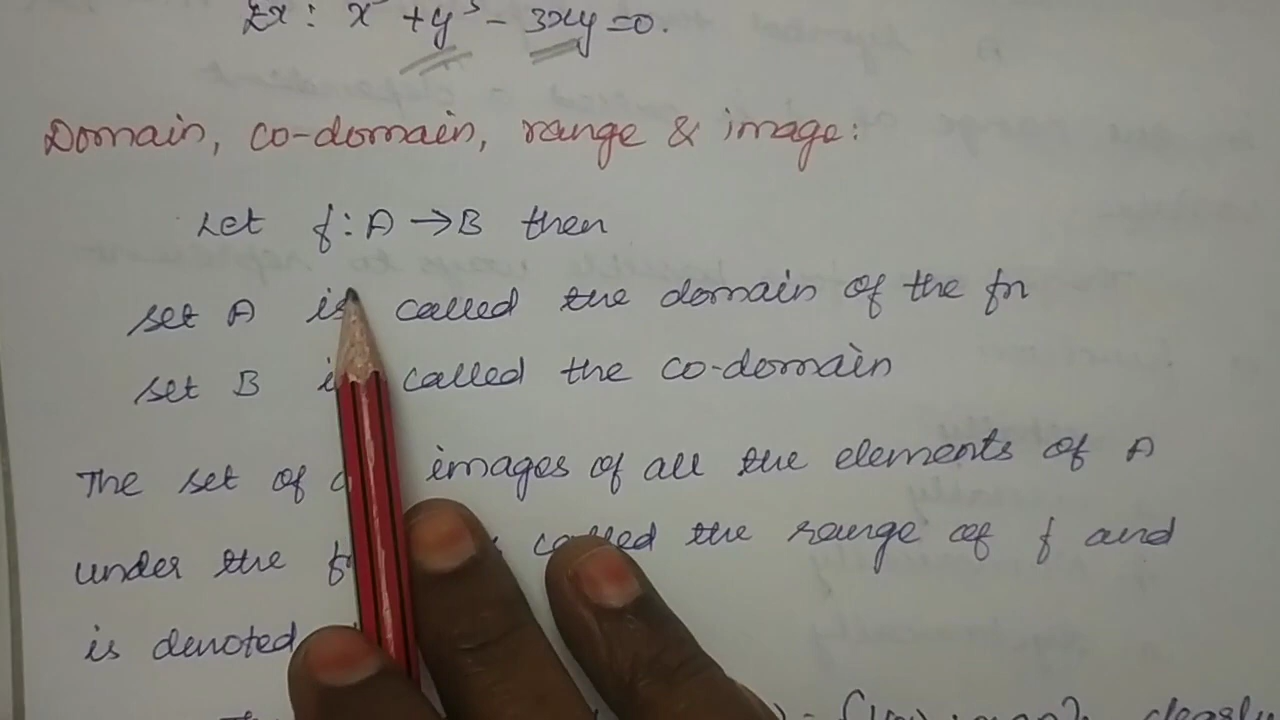 Ex: x³ + y³ - 3xy = 0.
Domain, co-domain, range & image:
Let f: A → B then
set A is called the domain of the fn
set B is called the co-domain
The set of images of all the elements of A
under the called the range of f and
is denoted
clearly